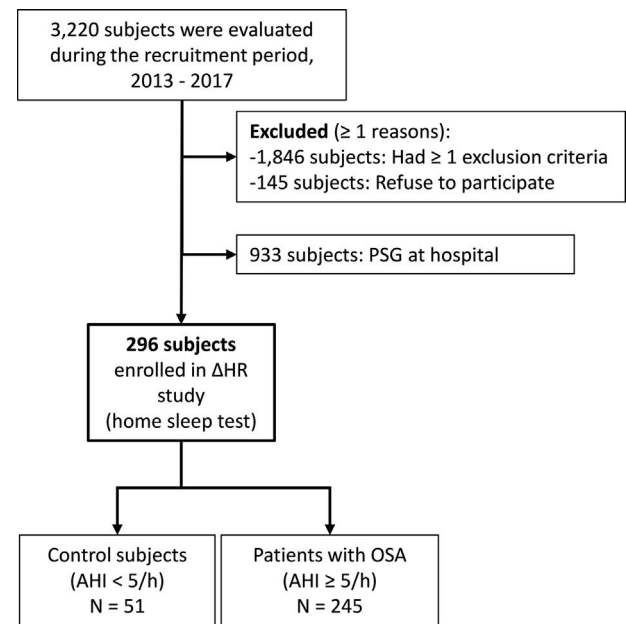 3,220 subjects were evaluated
during the recruitment period,
2013 - 2017
Excluded (≥ 1 reasons):
-1,846 subjects: Had ≥ 1 exclusion criteria
-145 subjects: Refuse to participate
933 subjects: PSG at hospital
296 subjects
enrolled in ΔHR
study
(home sleep test)
Control subjects
(AHI < 5/h)
N = 51
Patients with OSA
(AHI ≥ 5/h)
N = 245